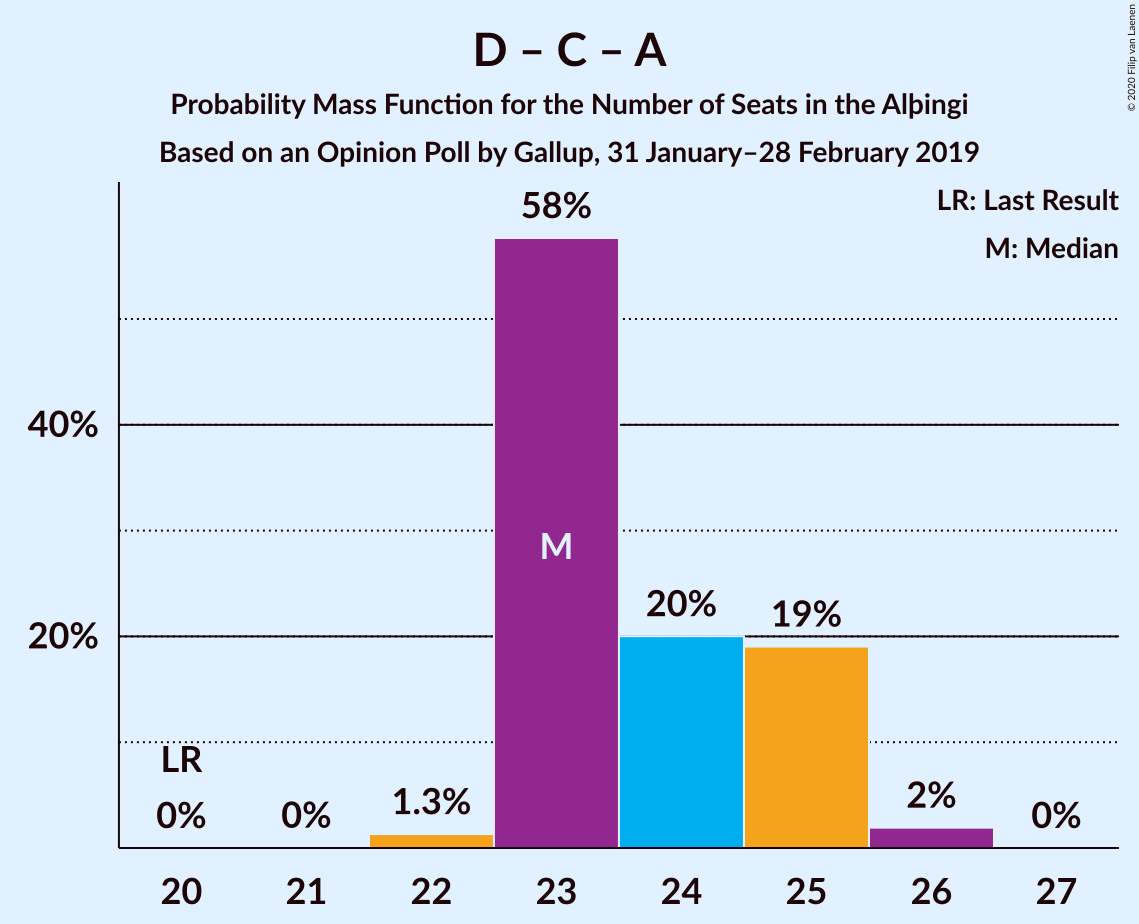 D – C – A
Probability Mass Function for the Number of Seats in the Alþingi
Based on an Opinion Poll by Gallup, 31 January–28 February 2019
© 2020 Filip van Laenen
LR: Last Result
M: Median
58%
40%
M
20%
19%
20%
LR
0%
0%
1.3%
2%
0%
20
21
22
23
24
25
26
27